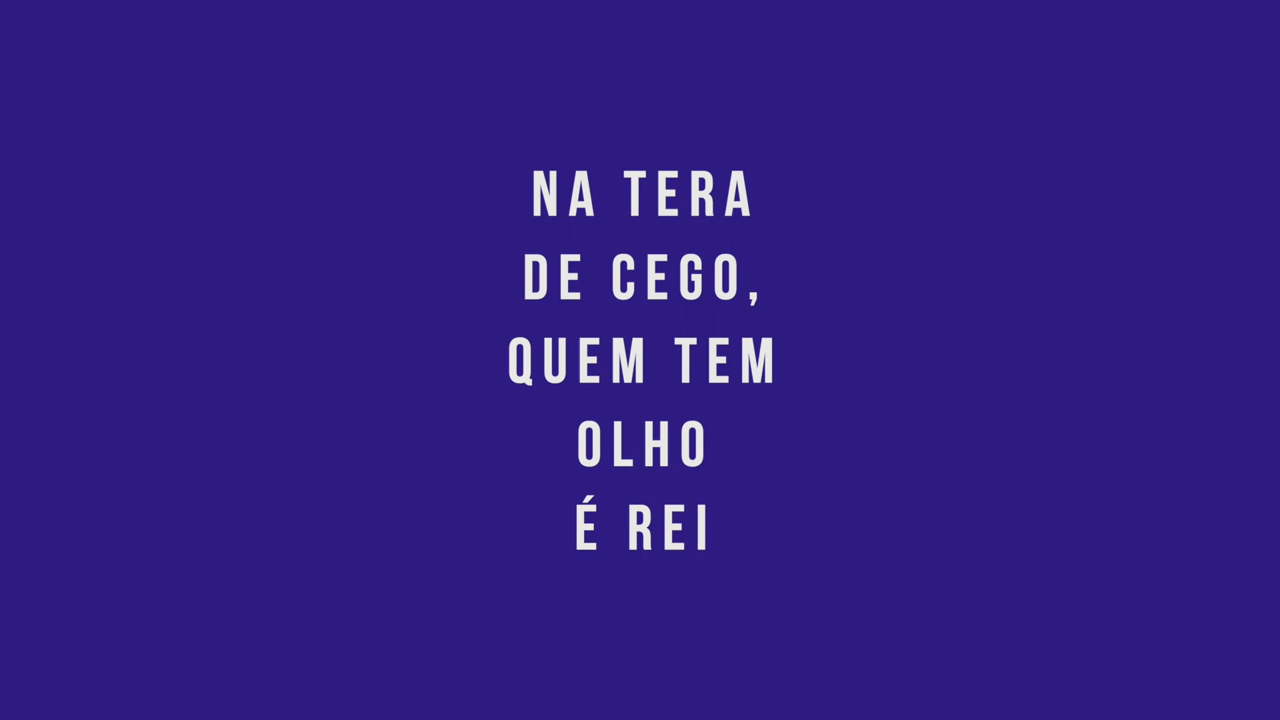 NA TERA
DE CEGO,
QUEM TEM
OLHO
É REI